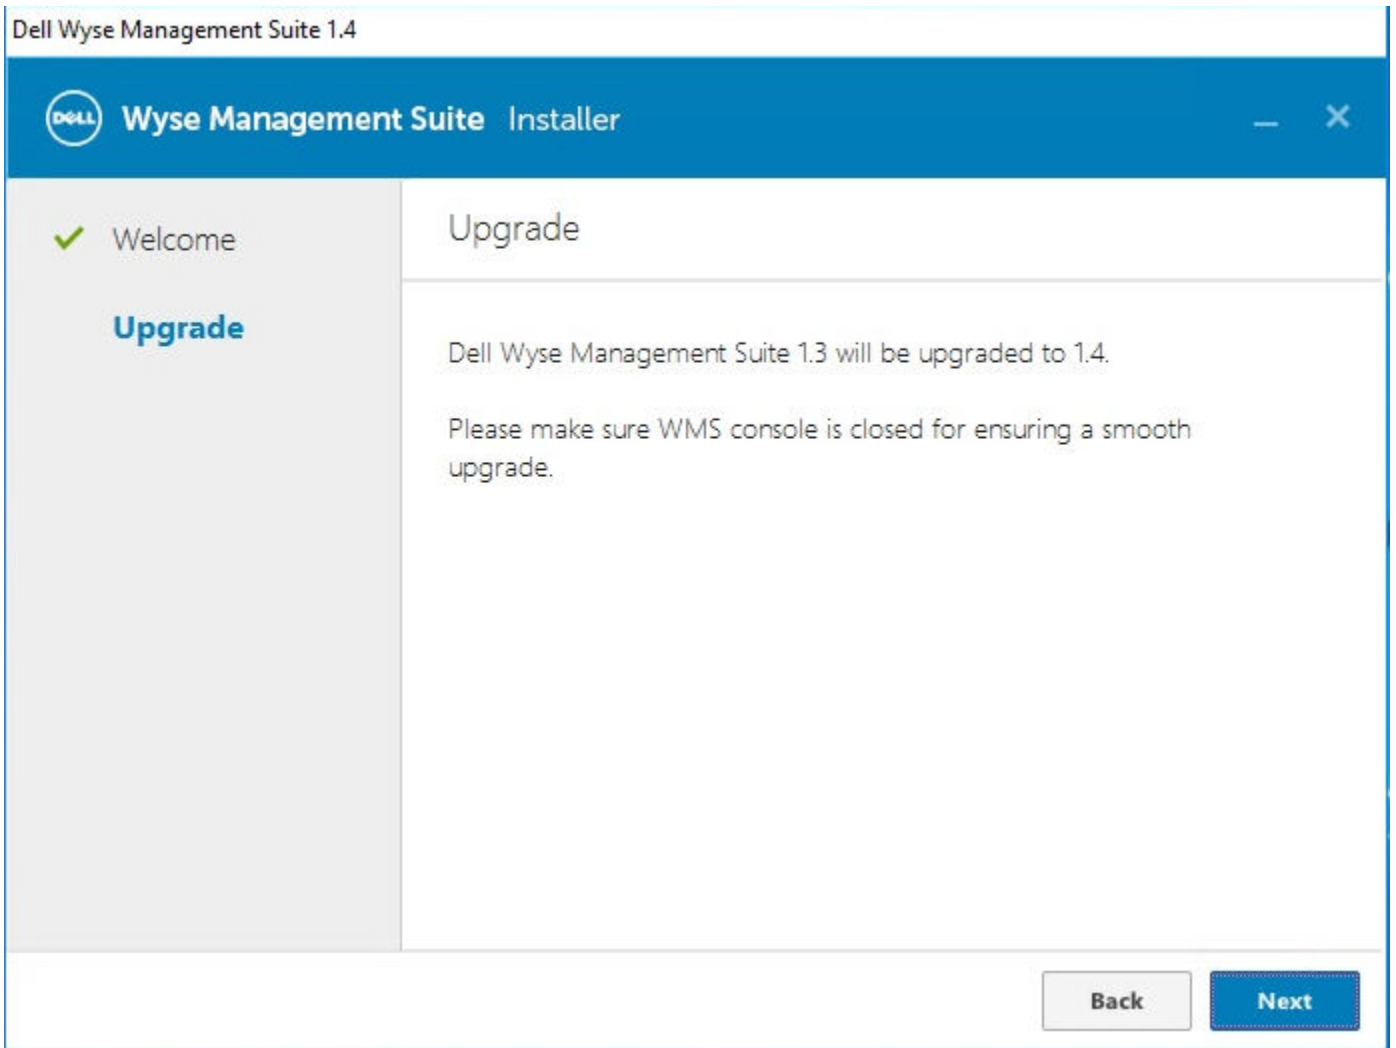 Dell Wyse Management Suite 1.4
DELL Wyse Management Suite Installer
Welcome
Upgrade
Upgrade
Dell Wyse Management Suite 1.3 will be upgraded to 1.4.
Please make sure WMS console is closed for ensuring a smooth
upgrade.
Back Next